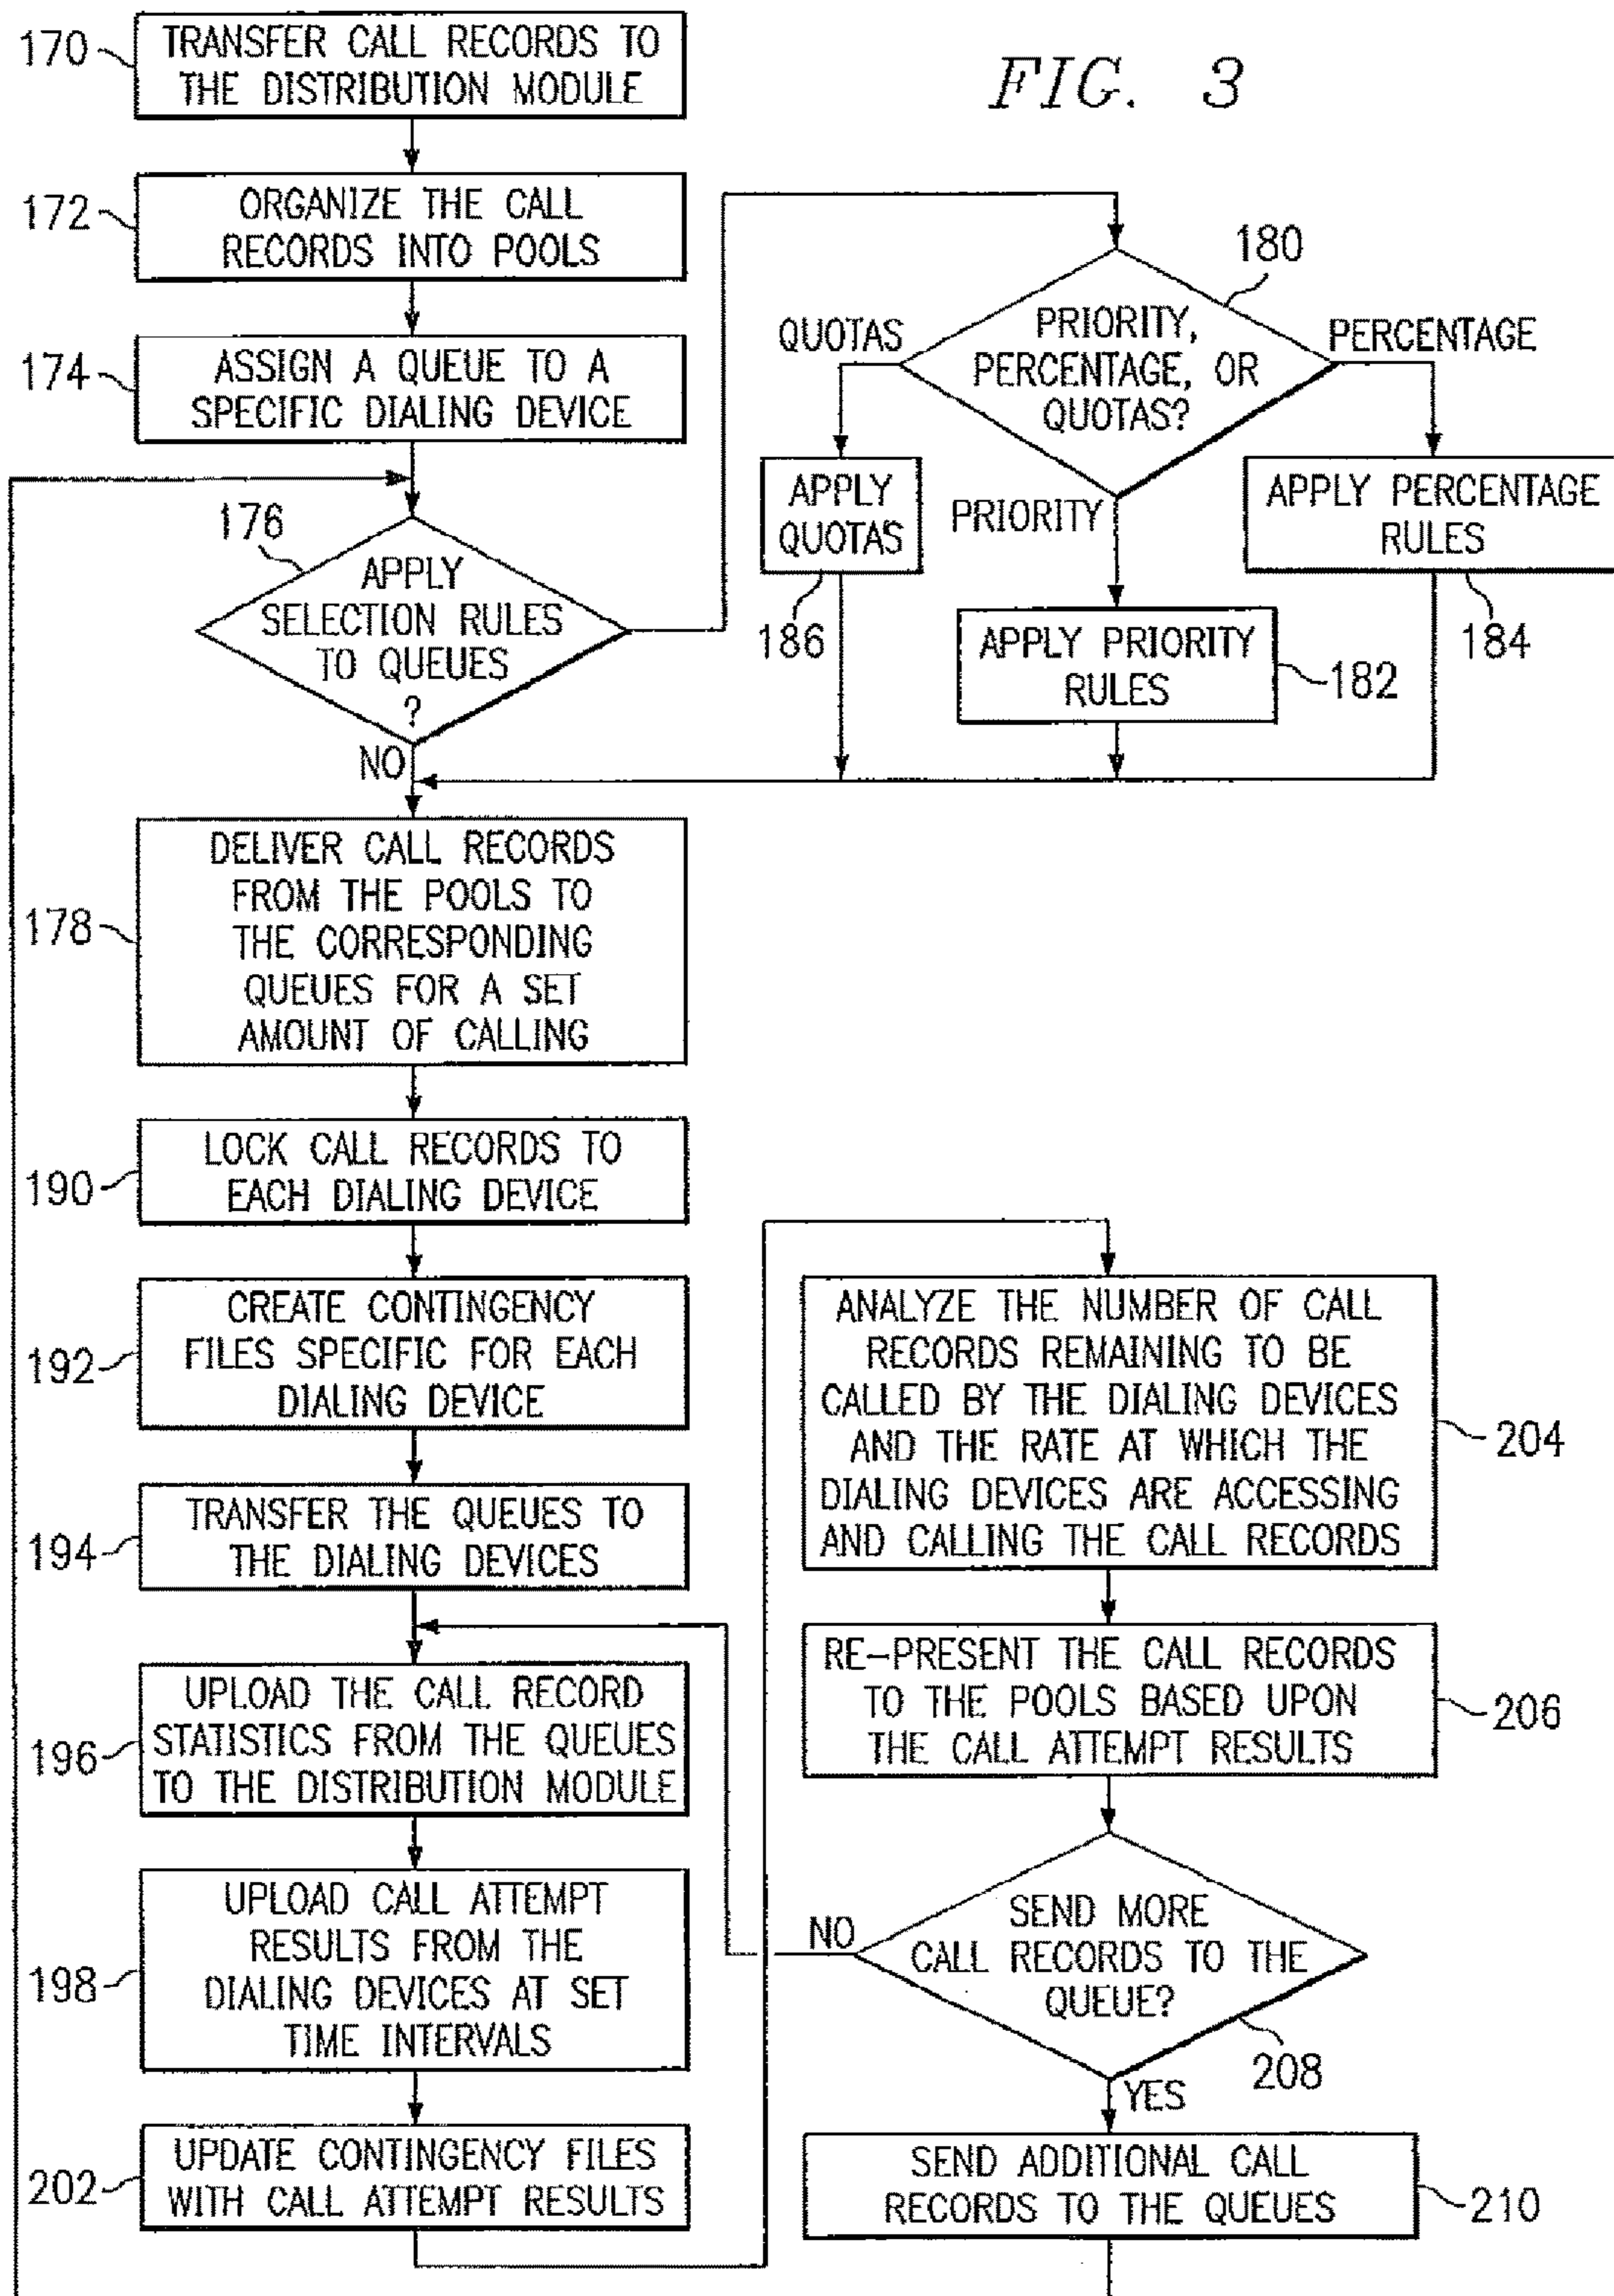 FIG. 3
170
TRANSFER CALL RECORDS TO
THE DISTRIBUTION MODULE
172
ORGANIZE THE CALL
RECORDS INTO POOLS
174
ASSIGN A QUEUE TO A
SPECIFIC DIALING DEVICE
176
APPLY
SELECTION RULES
TO QUEUES
?
NO
180
PRIORITY,
PERCENTAGE, OR
QUOTAS?
QUOTAS
PERCENTAGE
PRIORITY
APPLY
QUOTAS
186
APPLY PRIORITY
RULES
182
APPLY PERCENTAGE
RULES
184
178
DELIVER CALL RECORDS
FROM THE POOLS TO
THE CORRESPONDING
QUEUES FOR A SET
AMOUNT OF CALLING
190
LOCK CALL RECORDS TO
EACH DIALING DEVICE
192
CREATE CONTINGENCY
FILES SPECIFIC FOR EACH
DIALING DEVICE
194
TRANSFER THE QUEUES TO
THE DIALING DEVICES
196
UPLOAD THE CALL RECORD
STATISTICS FROM THE QUEUES
TO THE DISTRIBUTION MODULE
198
UPLOAD CALL ATTEMPT
RESULTS FROM THE
DIALING DEVICES AT SET
TIME INTERVALS
202
UPDATE CONTINGENCY FILES
WITH CALL ATTEMPT RESULTS
ANALYZE THE NUMBER OF CALL
RECORDS REMAINING TO BE
CALLED BY THE DIALING DEVICES
AND THE RATE AT WHICH THE
DIALING DEVICES ARE ACCESSING
AND CALLING THE CALL RECORDS
204
RE-PRESENT THE CALL RECORDS
TO THE POOLS BASED UPON
THE CALL ATTEMPT RESULTS
206
SEND MORE
CALL RECORDS TO THE
QUEUE?
NO
208
YES
SEND ADDITIONAL CALL
RECORDS TO THE QUEUES
210